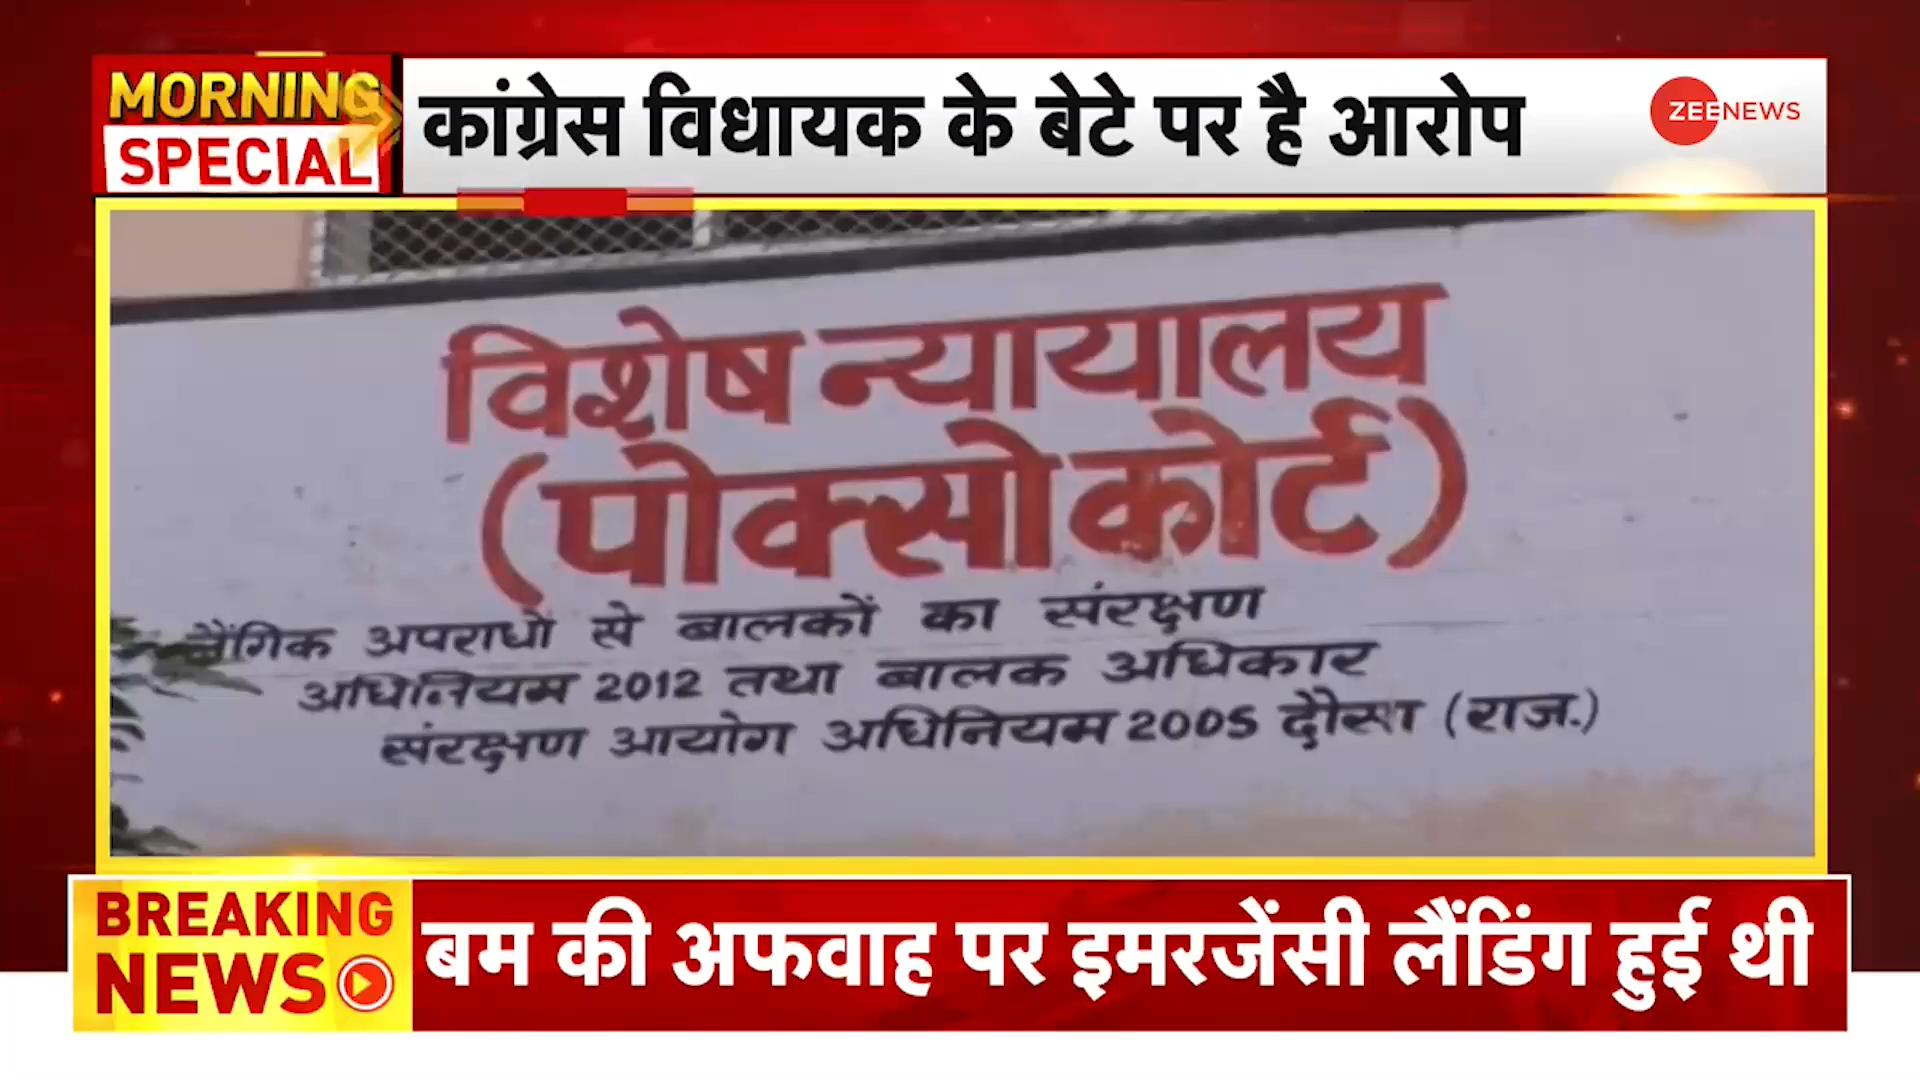 MORNING
SPECIAL
कांग्रेस विधायक के बेटे पर है आरोप
ZEENEWS
विशेष न्यायालय
(पोक्सो कोर्ट)
लैंगिक अपराधों से बालकों का संरक्षण
अधिनियम 2012 तथा बालक अधिकार
संरक्षण आयोग अधिनियम 2005 दौसा (राज.)
BREAKING
NEWS
बम की अफवाह पर इमरजेंसी लैंडिंग हुई थी